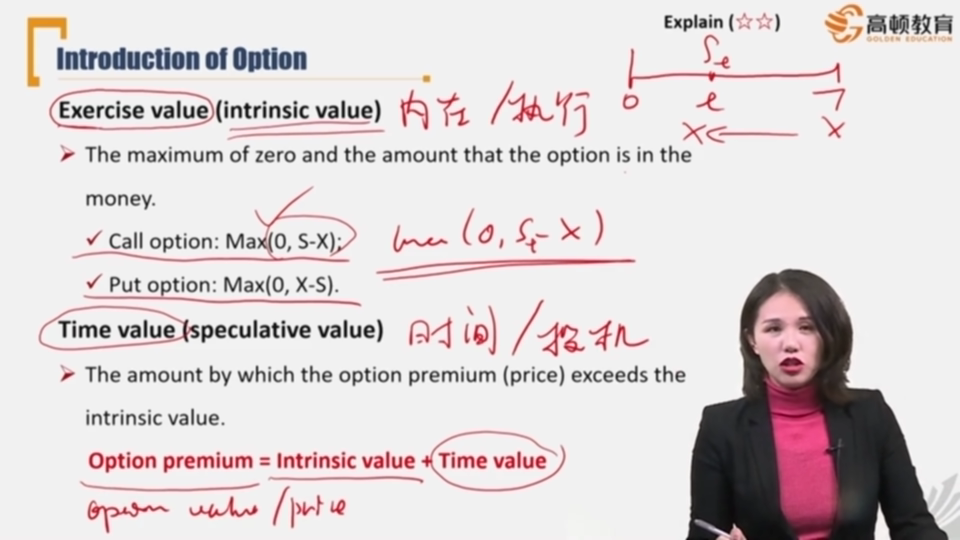 Explain (☆☆)
高顿教育
GOLDEN EDUCATION
Introduction of Option
Exercise value (intrinsic value) 内在 / 执行
0 t T
X ← X
➤ The maximum of zero and the amount that the option is in the
money.
✓ Call option: Max(0, S-X);
(0, St - X)
✓ Put option: Max(0, X-S).
Time value (speculative value) 时间 / 投机
➤ The amount by which the option premium (price) exceeds the
intrinsic value.
Option premium = Intrinsic value + Time value
option value / price